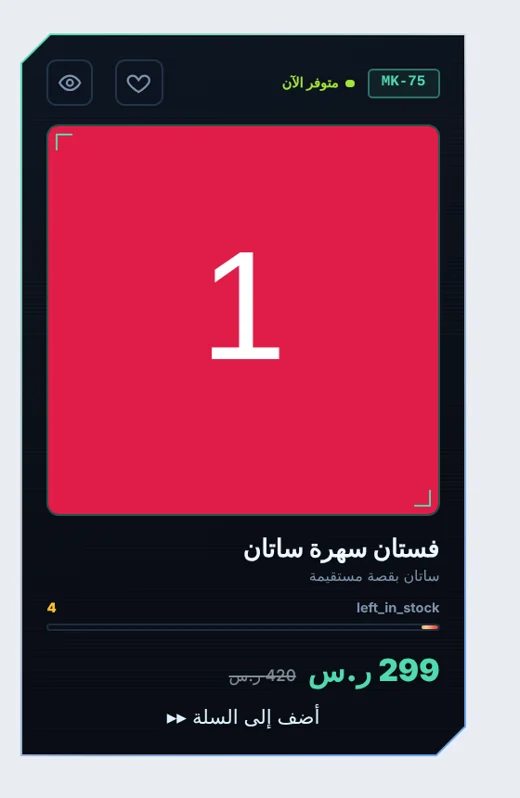 MK-75 متوفر الآن
1
فستان سهرة ساتان
ساتان بقصة مستقيمة
left_in_stock 4
299 ر.س 420 ر.س
أضف إلى السلة